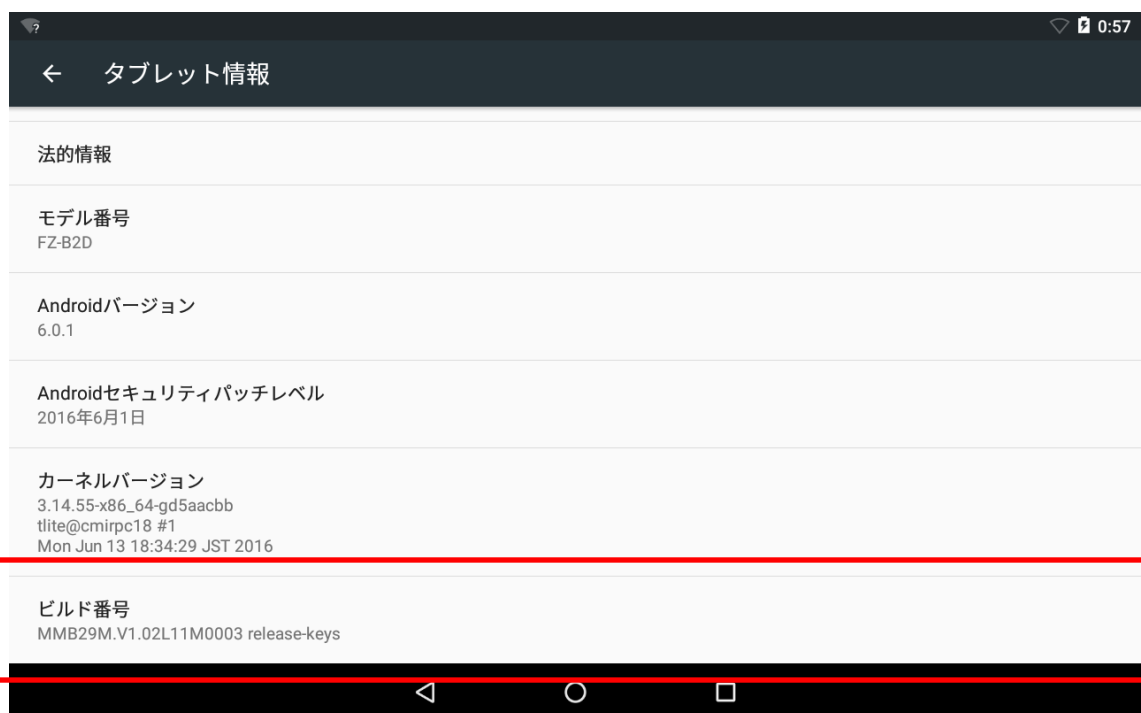 ? 0:57
タブレット情報
法的情報
モデル番号
FZ-B2D
Androidバージョン
6.0.1
Androidセキュリティパッチレベル
2016年6月1日
カーネルバージョン
3.14.55-x86_64-gd5aacbb
tlite@cmirpc18 #1
Mon Jun 13 18:34:29 JST 2016
ビルド番号
MMB29M.V1.02L11M0003 release-keys